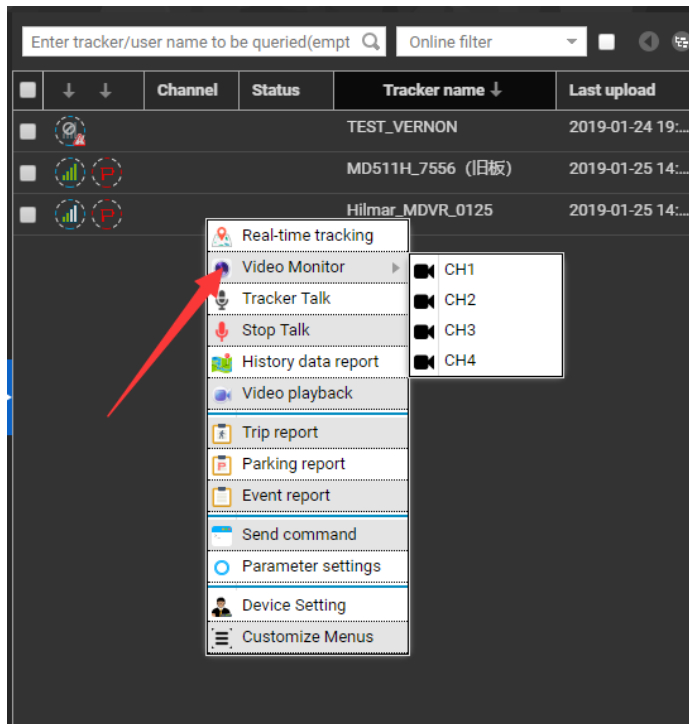 Enter tracker/user name to be queried(empt
Online filter
Channel Status Tracker name Last upload
TEST_VERNON 2019-01-24 19:...
P MD511H_7556 (旧板) 2019-01-25 14:...
P Hilmar_MDVR_0125 2019-01-25 14:...
Real-time tracking
Video Monitor
CH1
CH2
CH3
CH4
Tracker Talk
Stop Talk
History data report
Video playback
Trip report
P Parking report
Event report
Send command
Parameter settings
Device Setting
Customize Menus